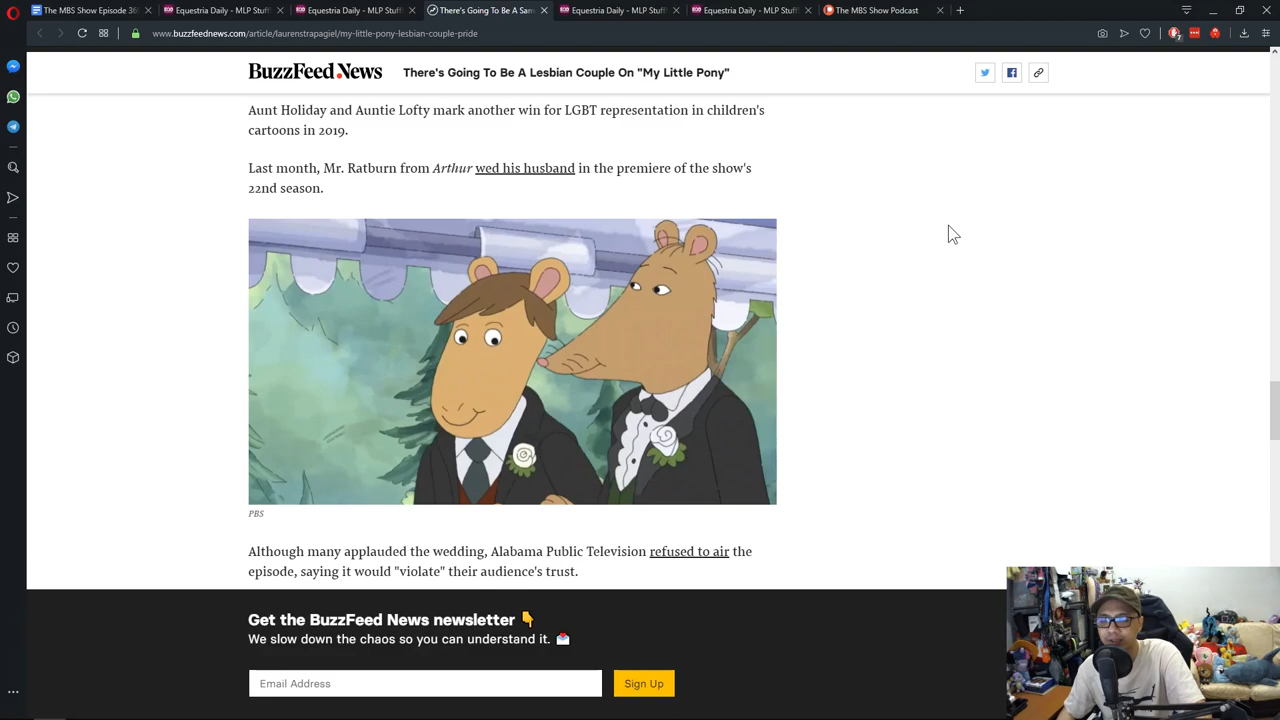 The MBS Show Episode 36
Equestria Daily - MLP Stuf
Equestria Daily - MLP Stuf
There's Going To Be A L
Equestria Daily - MLP Stuf
Equestria Daily - MLP Stuf
The MBS Show Podcast
www.buzzfeednews.com/article/laurenstrapagiel/my-little-pony-lesbian-couple-pride
7
BuzzFeed News
There's Going To Be A Lesbian Couple On "My Little Pony"
Aunt Holiday and Auntie Lofty mark another win for LGBT representation in children's
cartoons in 2019.
Last month, Mr. Ratburn from Arthur wed his husband in the premiere of the show's
22nd season.
PBS
Although many applauded the wedding, Alabama Public Television refused to air the
episode, saying it would "violate" their audience's trust.
Get the BuzzFeed News newsletter 👇
We slow down the chaos so you can understand it. 💌
Email Address
Sign Up